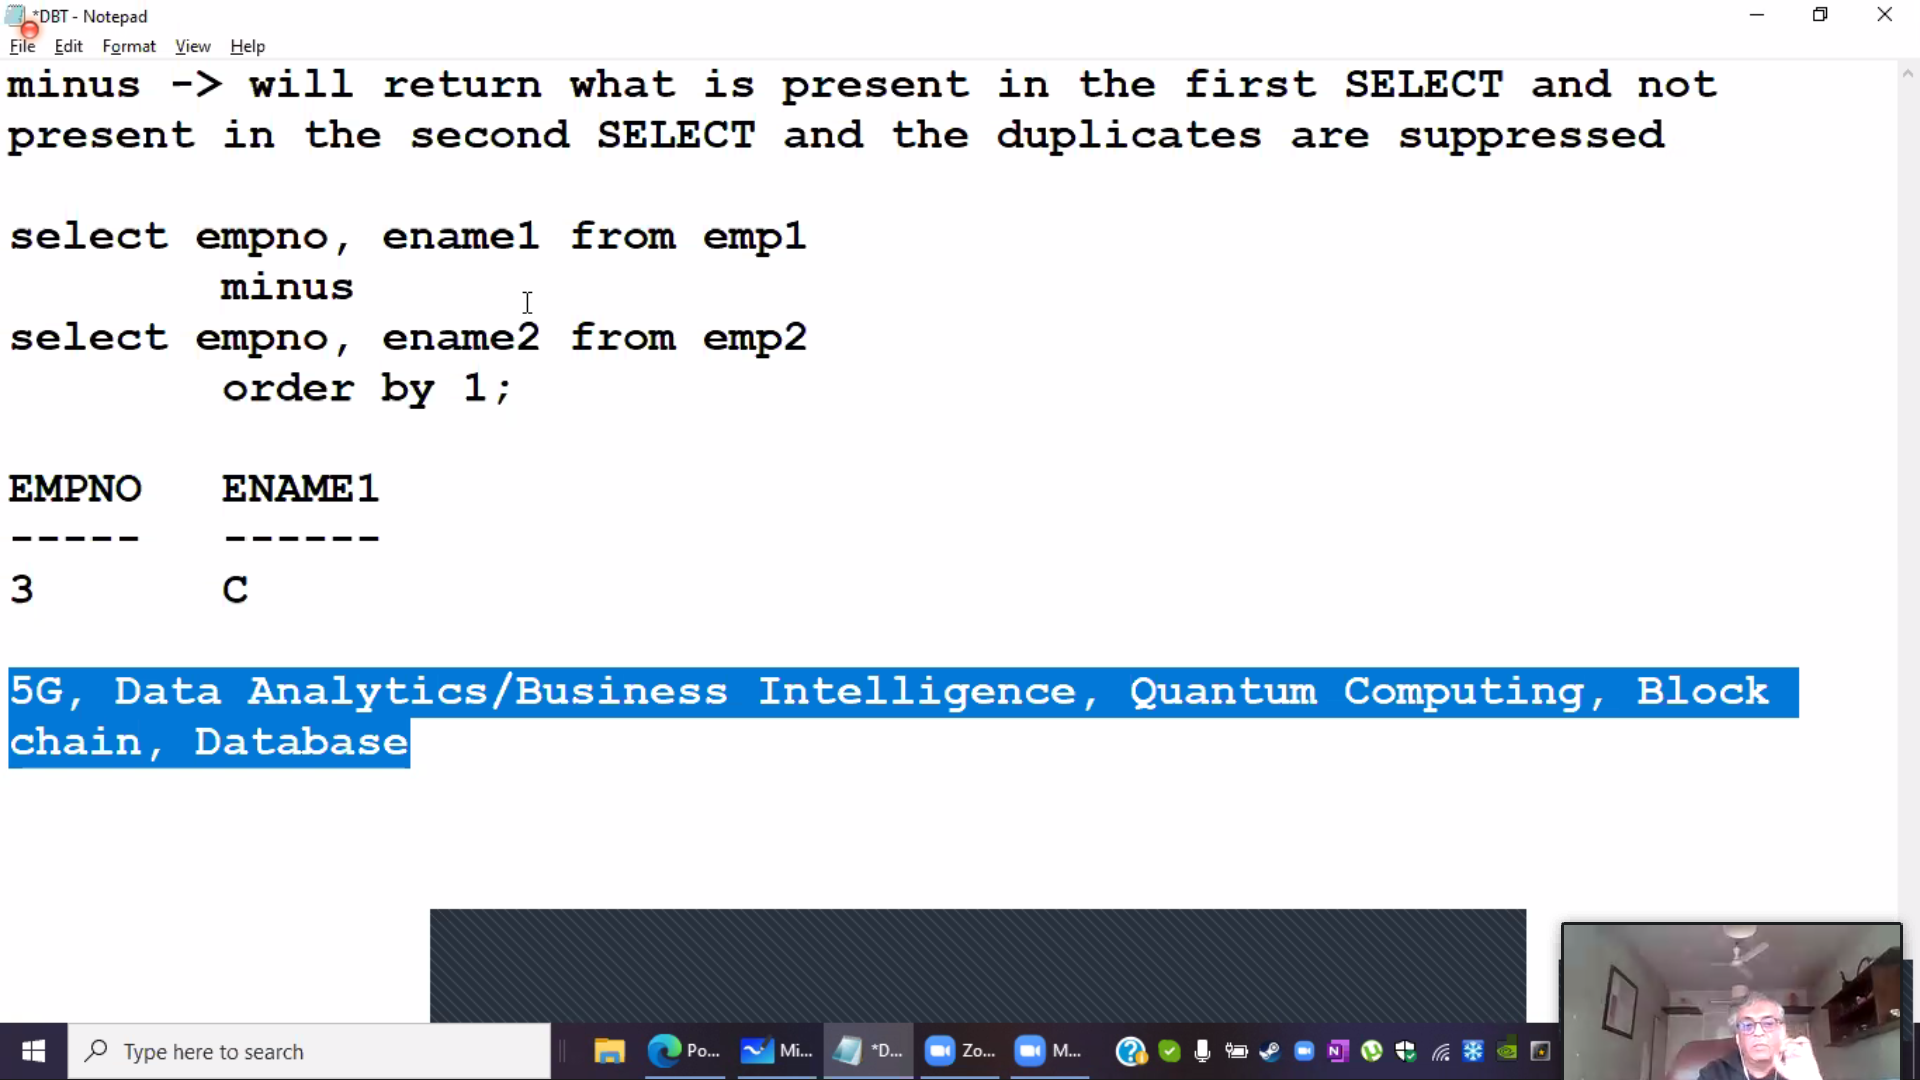 *DBT - Notepad
File Edit Format View Help
minus -> will return what is present in the first SELECT and not
present in the second SELECT and the duplicates are suppressed
select empno, ename1 from emp1
minus
select empno, ename2 from emp2
order by 1;
EMPNO ENAME1
----- ------
3 C
5G, Data Analytics/Business Intelligence, Quantum Computing, Block
chain, Database
Type here to search
Po... Mi... *D... Zo... M...